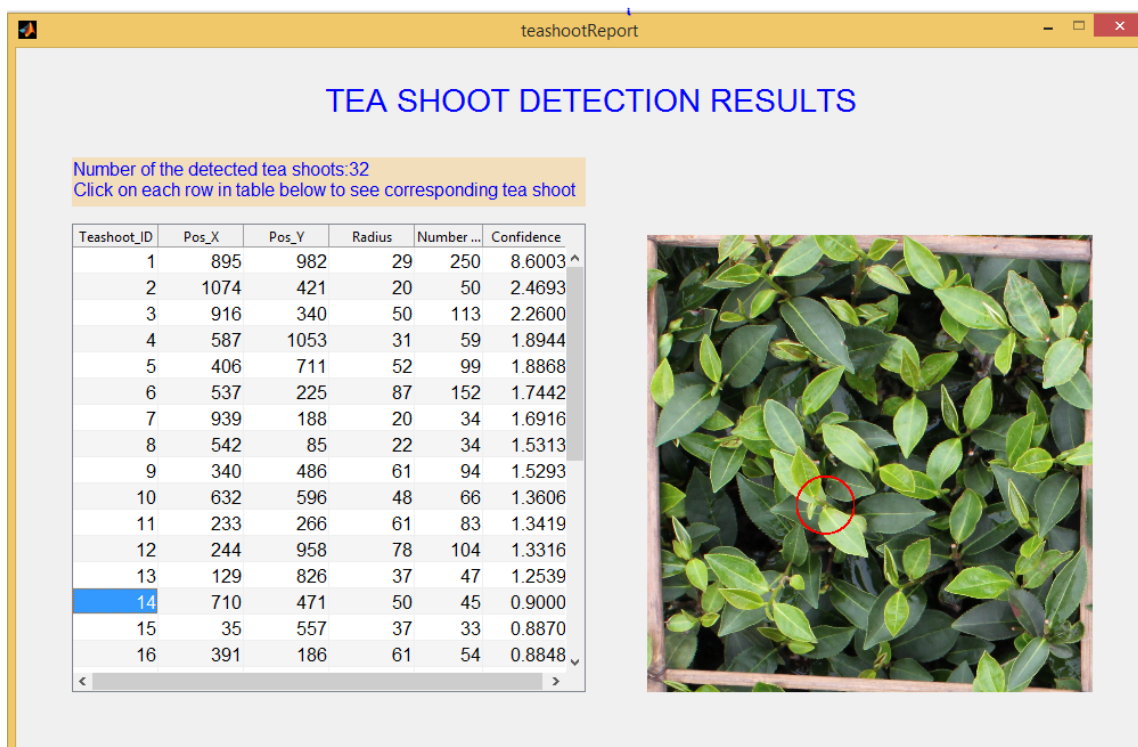 teashootReport
TEA SHOOT DETECTION RESULTS
Number of the detected tea shoots:32
Click on each row in table below to see corresponding tea shoot
Teashoot_ID Pos_X Pos_Y Radius Number ... Confidence
1 895 982 29 250 8.6003
2 1074 421 20 50 2.4693
3 916 340 50 113 2.2600
4 587 1053 31 59 1.8944
5 406 711 52 99 1.8868
6 537 225 87 152 1.7442
7 939 188 20 34 1.6916
8 542 85 22 34 1.5313
9 340 486 61 94 1.5293
10 632 596 48 66 1.3606
11 233 266 61 83 1.3419
12 244 958 78 104 1.3316
13 129 826 37 47 1.2539
14 710 471 50 45 0.9000
15 35 557 37 33 0.8870
16 391 186 61 54 0.8848